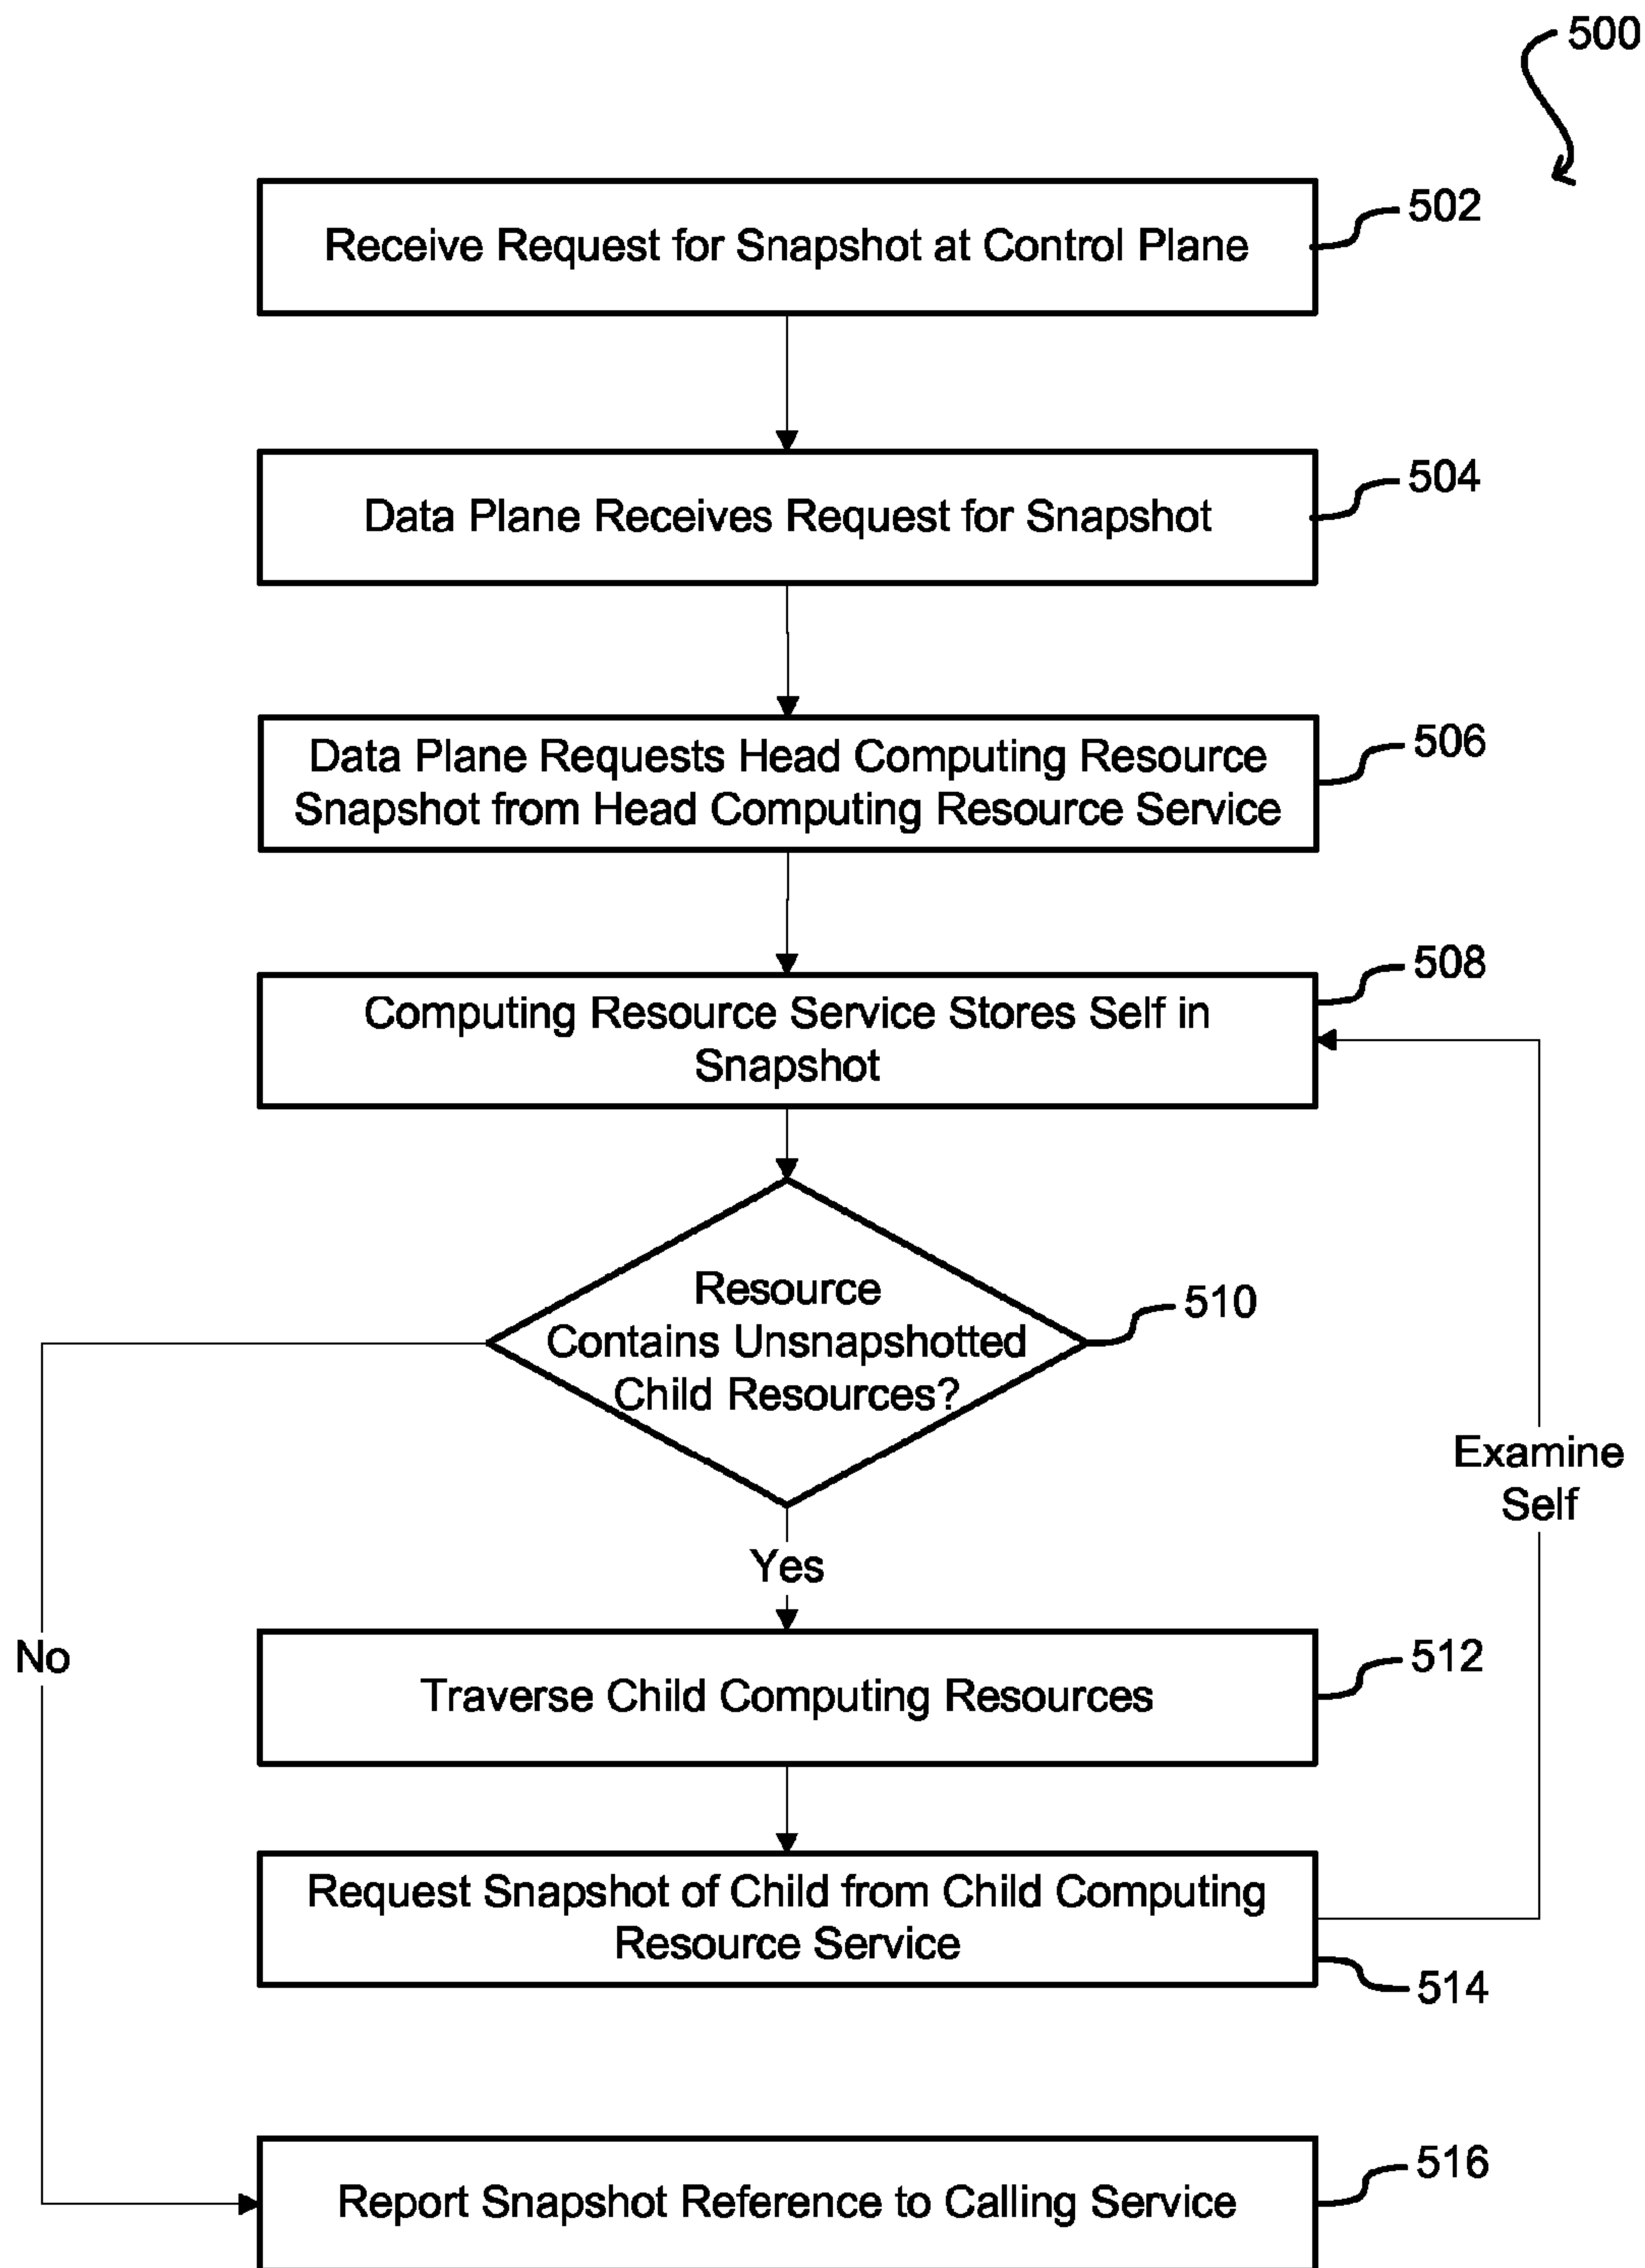 500
Receive Request for Snapshot at Control Plane
502
Data Plane Receives Request for Snapshot
504
Data Plane Requests Head Computing Resource
Snapshot from Head Computing Resource Service
506
Computing Resource Service Stores Self in
Snapshot
508
Resource
Contains Unsnapshotted
Child Resources?
510
Examine
Self
Yes
No
Traverse Child Computing Resources
512
Request Snapshot of Child from Child Computing
Resource Service
514
Report Snapshot Reference to Calling Service
516